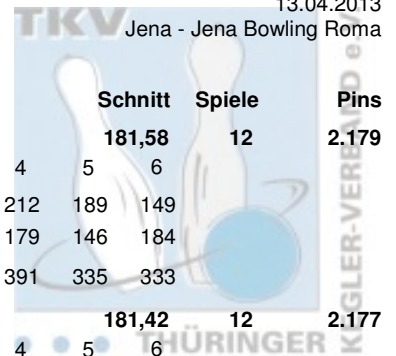 13.04.2013
TKV
Jena - Jena Bowling Roma
Schnitt Spiele Pins
181,58 12 2.179
4 5 6
212 189 149
179 146 184
391 335 333
181,42 12 2.177
THÜRINGER
4 5 6
KEGLER-VERBAND e.V.